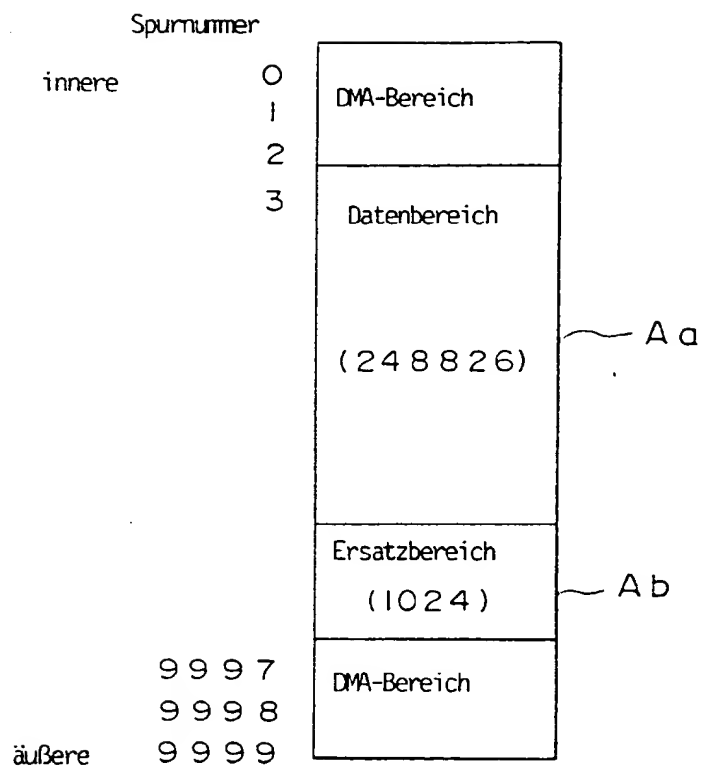 Spurnummer
innere
0
1
2
3
DMA-Bereich
Datenbereich
(248826)
Aa
Ersatzbereich
(1024)
Ab
9997
9998
äußere 9999
DMA-Bereich